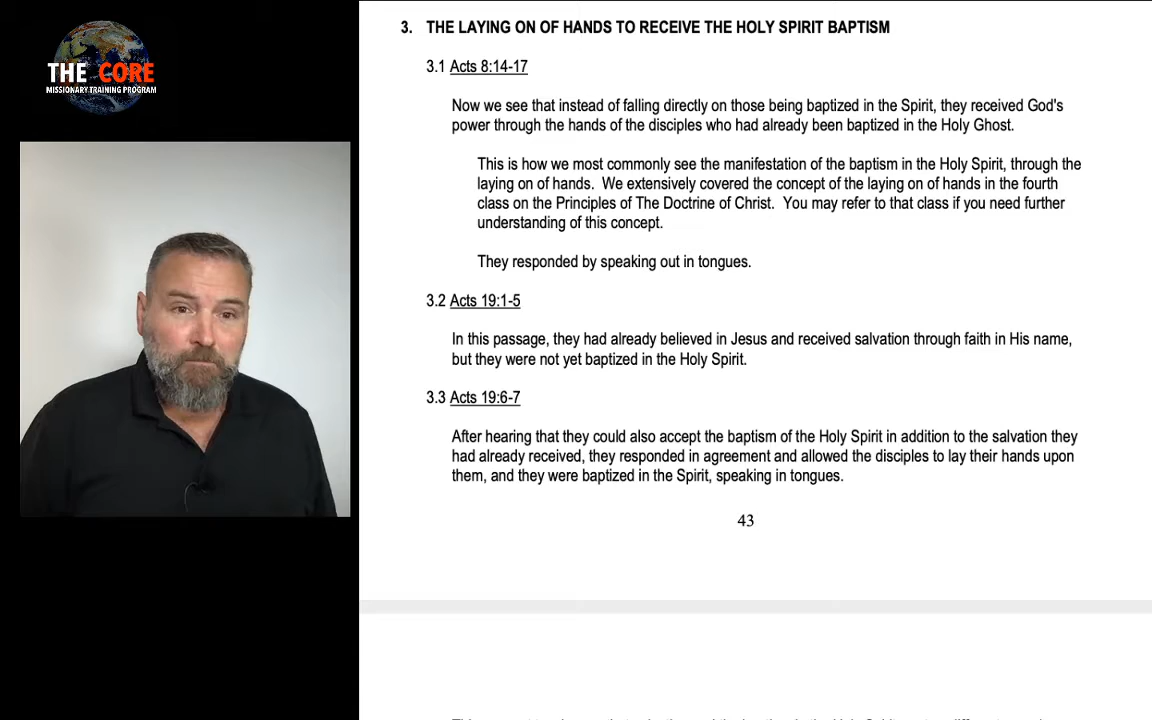 THE CORE
MISSIONARY TRAINING PROGRAM
3. THE LAYING ON OF HANDS TO RECEIVE THE HOLY SPIRIT BAPTISM
3.1 Acts 8:14-17
Now we see that instead of falling directly on those being baptized in the Spirit, they received God's
power through the hands of the disciples who had already been baptized in the Holy Ghost.
This is how we most commonly see the manifestation of the baptism in the Holy Spirit, through the
laying on of hands. We extensively covered the concept of the laying on of hands in the fourth
class on the Principles of The Doctrine of Christ. You may refer to that class if you need further
understanding of this concept.
They responded by speaking out in tongues.
3.2 Acts 19:1-5
In this passage, they had already believed in Jesus and received salvation through faith in His name,
but they were not yet baptized in the Holy Spirit.
3.3 Acts 19:6-7
After hearing that they could also accept the baptism of the Holy Spirit in addition to the salvation they
had already received, they responded in agreement and allowed the disciples to lay their hands upon
them, and they were baptized in the Spirit, speaking in tongues.
43